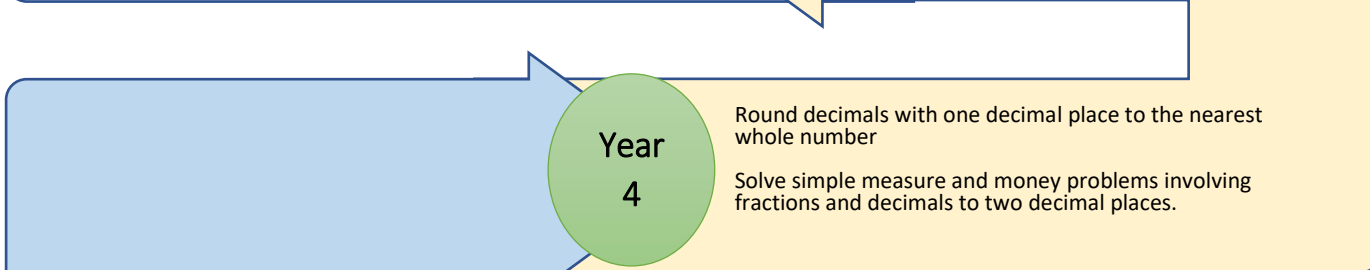 Year
4
Round decimals with one decimal place to the nearest
whole number
Solve simple measure and money problems involving
fractions and decimals to two decimal places.